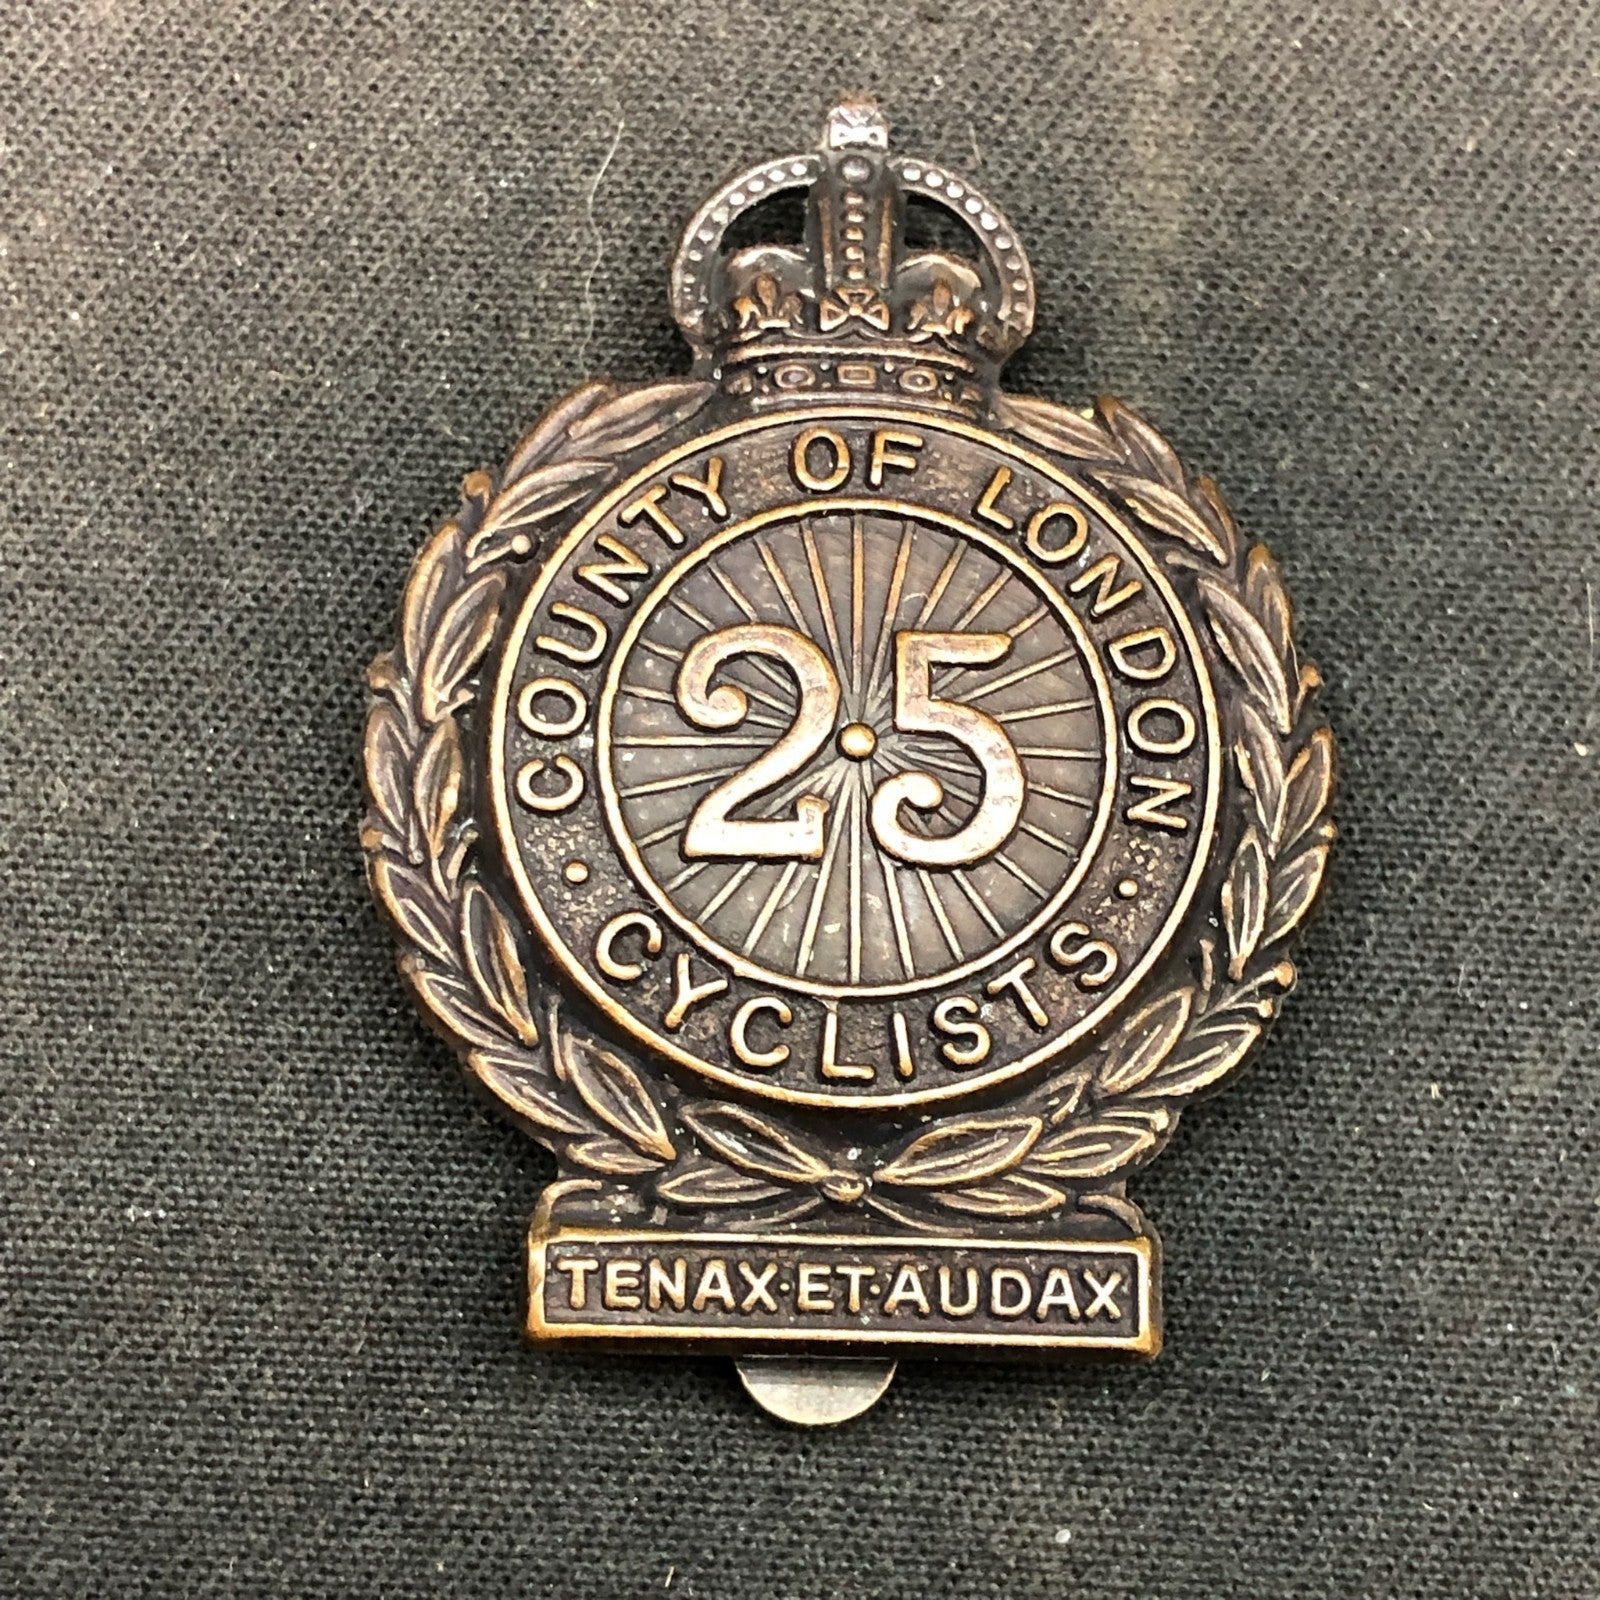 COUNTY OF LONDON
25
· CYCLISTS ·
TENAX·ET·AUDAX